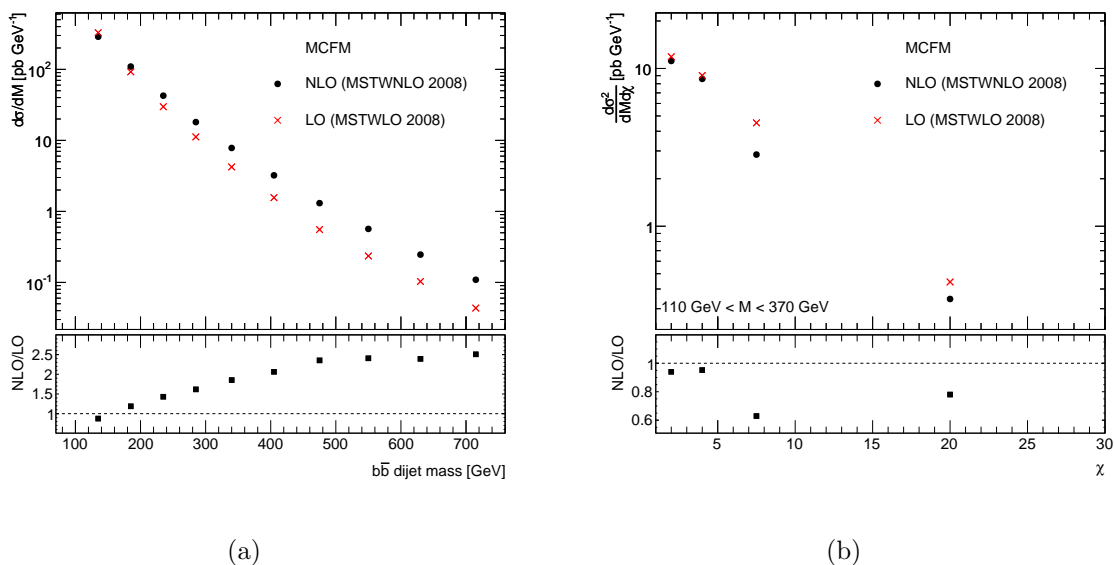 dσ/dM [pb GeV⁻¹]
10²
10
1
10⁻¹
MCFM
NLO (MSTWNLO 2008)
LO (MSTWLO 2008)
NLO/LO
2.5
2
1.5
1
100 200 300 400 500 600 700
bb̅ dijet mass [GeV]
(a)
dσ²/dMdχ [pb GeV⁻¹]
10
1
MCFM
NLO (MSTWNLO 2008)
LO (MSTWLO 2008)
110 GeV < M < 370 GeV
NLO/LO
1
0.8
0.6
5 10 15 20 25 30
χ
(b)